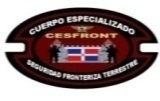 CUERPO ESPECIALIZADO
CESFRONT
SEGURIDAD FRONTERIZA TERRESTRE